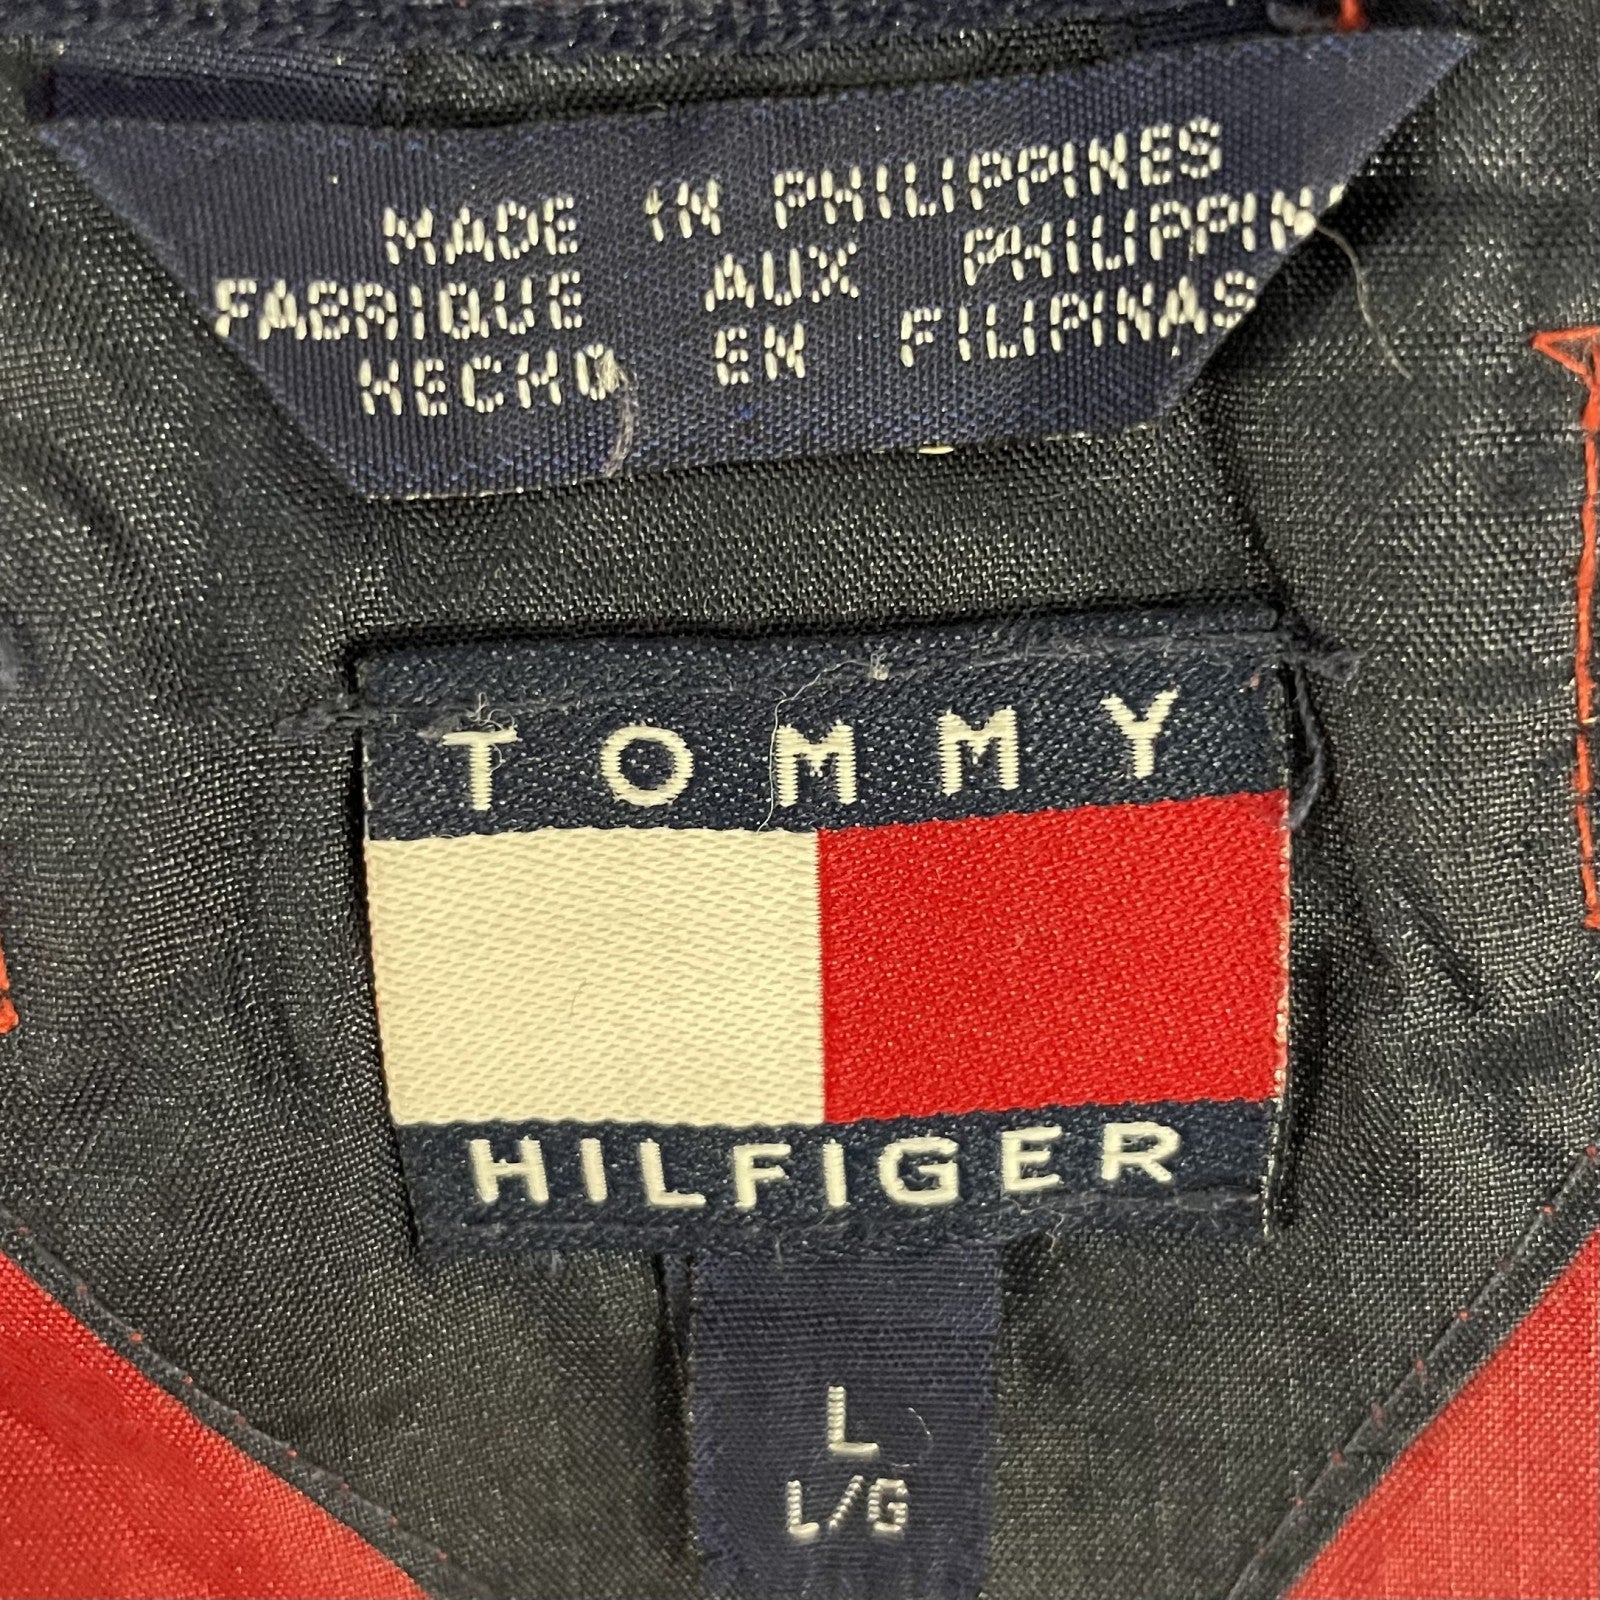 MADE IN PHILIPPINES
FABRIQUE AUX PHILIPPIN
HECHO EN FILIPINAS
TOMMY
HILFIGER
L
L/G